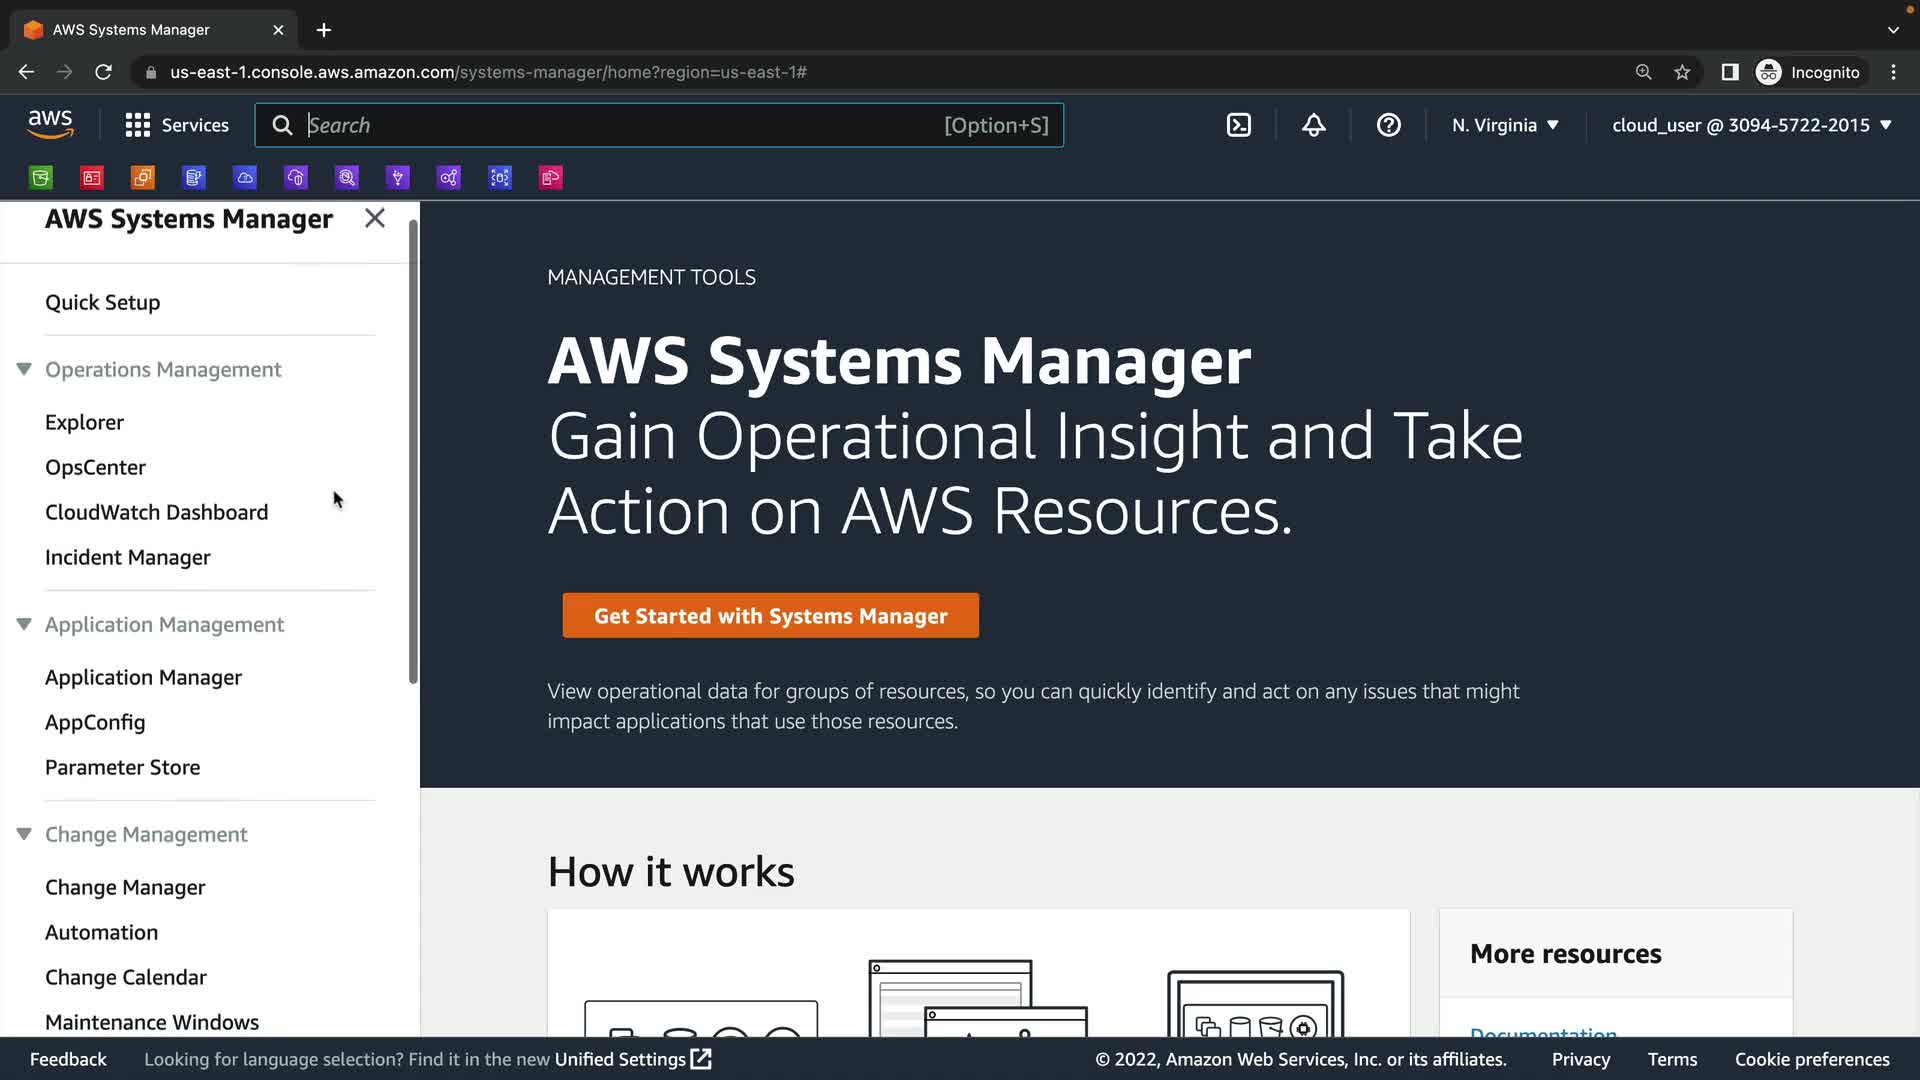 AWS Systems Manager
us-east-1.console.aws.amazon.com/systems-manager/home?region=us-east-1#
Incognito
aws
Services
Search
[Option+S]
N. Virginia
cloud_user @ 3094-5722-2015
AWS Systems Manager
Quick Setup
Operations Management
Explorer
OpsCenter
CloudWatch Dashboard
Incident Manager
Application Management
Application Manager
AppConfig
Parameter Store
Change Management
Change Manager
Automation
Change Calendar
Maintenance Windows
MANAGEMENT TOOLS
AWS Systems Manager
Gain Operational Insight and Take
Action on AWS Resources.
Get Started with Systems Manager
View operational data for groups of resources, so you can quickly identify and act on any issues that might
impact applications that use those resources.
How it works
More resources
Documentation
Feedback
Looking for language selection? Find it in the new Unified Settings
© 2022, Amazon Web Services, Inc. or its affiliates.
Privacy
Terms
Cookie preferences